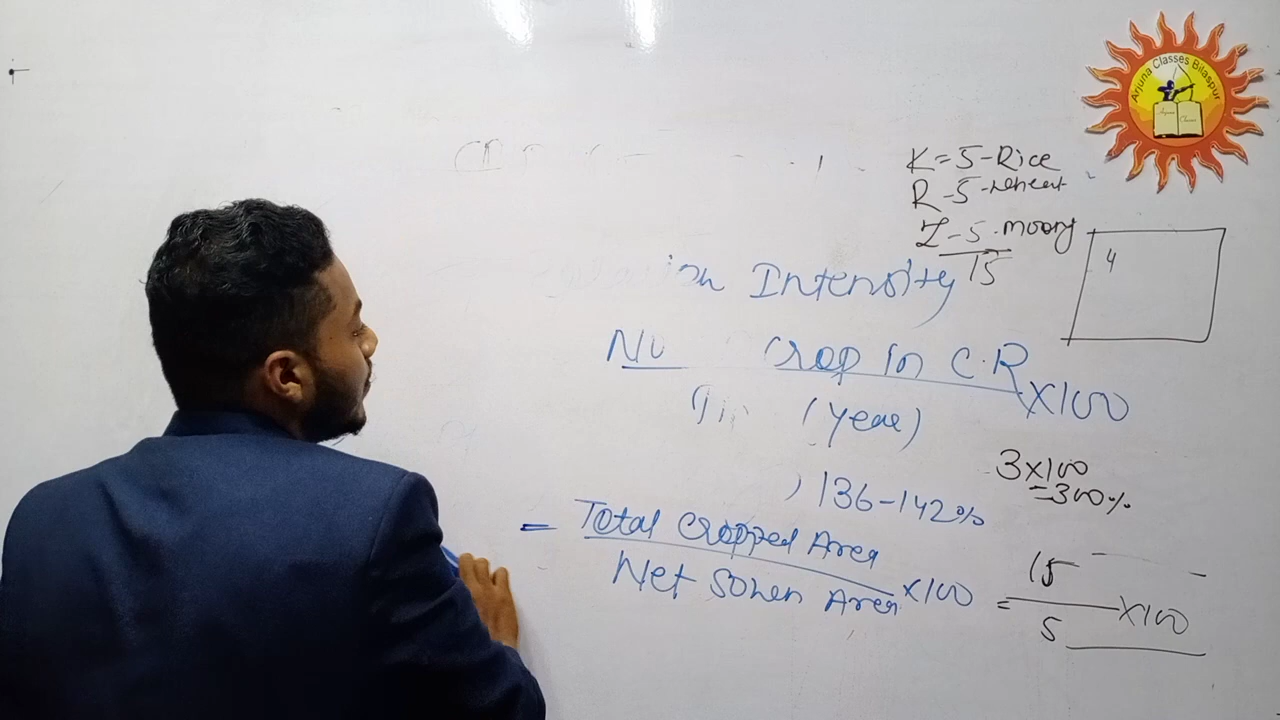 Arjuna Classes Bilaspur
K = 5-Rice
R-5-wheat
Z-5-moong
15
4
Intensity
No Crop in C.R
×100
(year)
136-142%
3×100
=300%
= Total Cropped Area
Net Sown Area ×100
= 15
5 ×100